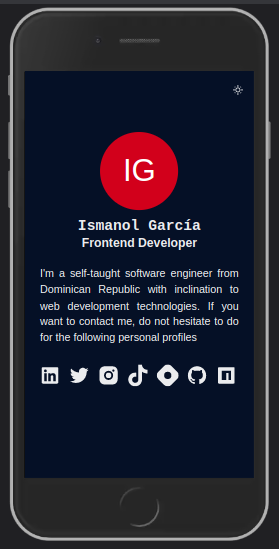 IG
Ismanol García
Frontend Developer
I'm a self-taught software engineer from
Dominican Republic with inclination to
web development technologies. If you
want to contact me, do not hesitate to do
for the following personal profiles
in
n